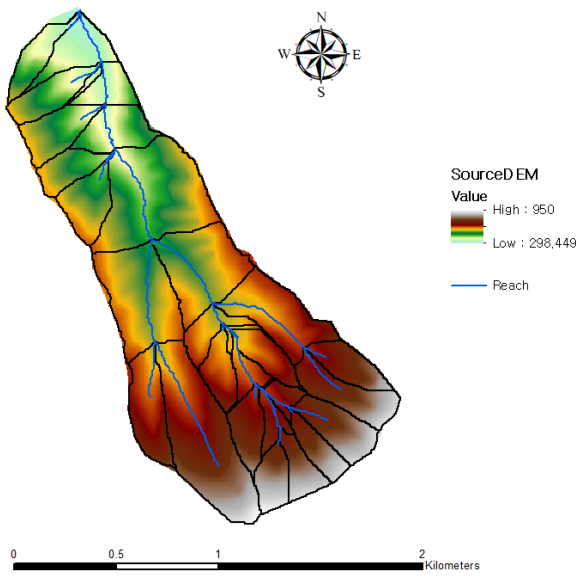 N
W E
S
SourceDEM
Value
High : 950
Low : 298,449
Reach
0 0.5 1 2
Kilometers